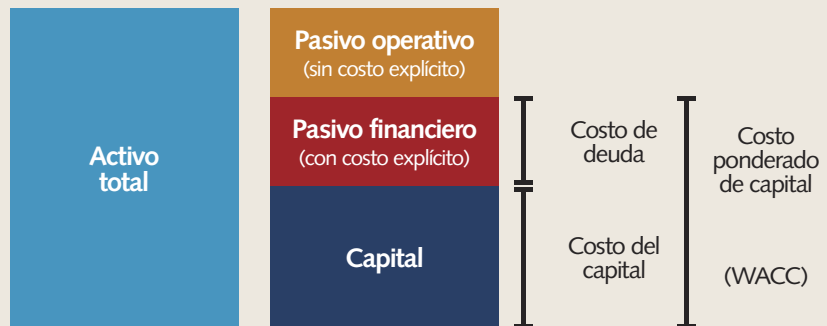 Activo
total
Pasivo operativo
(sin costo explícito)
Pasivo financiero
(con costo explícito)
Capital
Costo de
deuda
Costo del
capital
Costo
ponderado
de capital
(WACC)